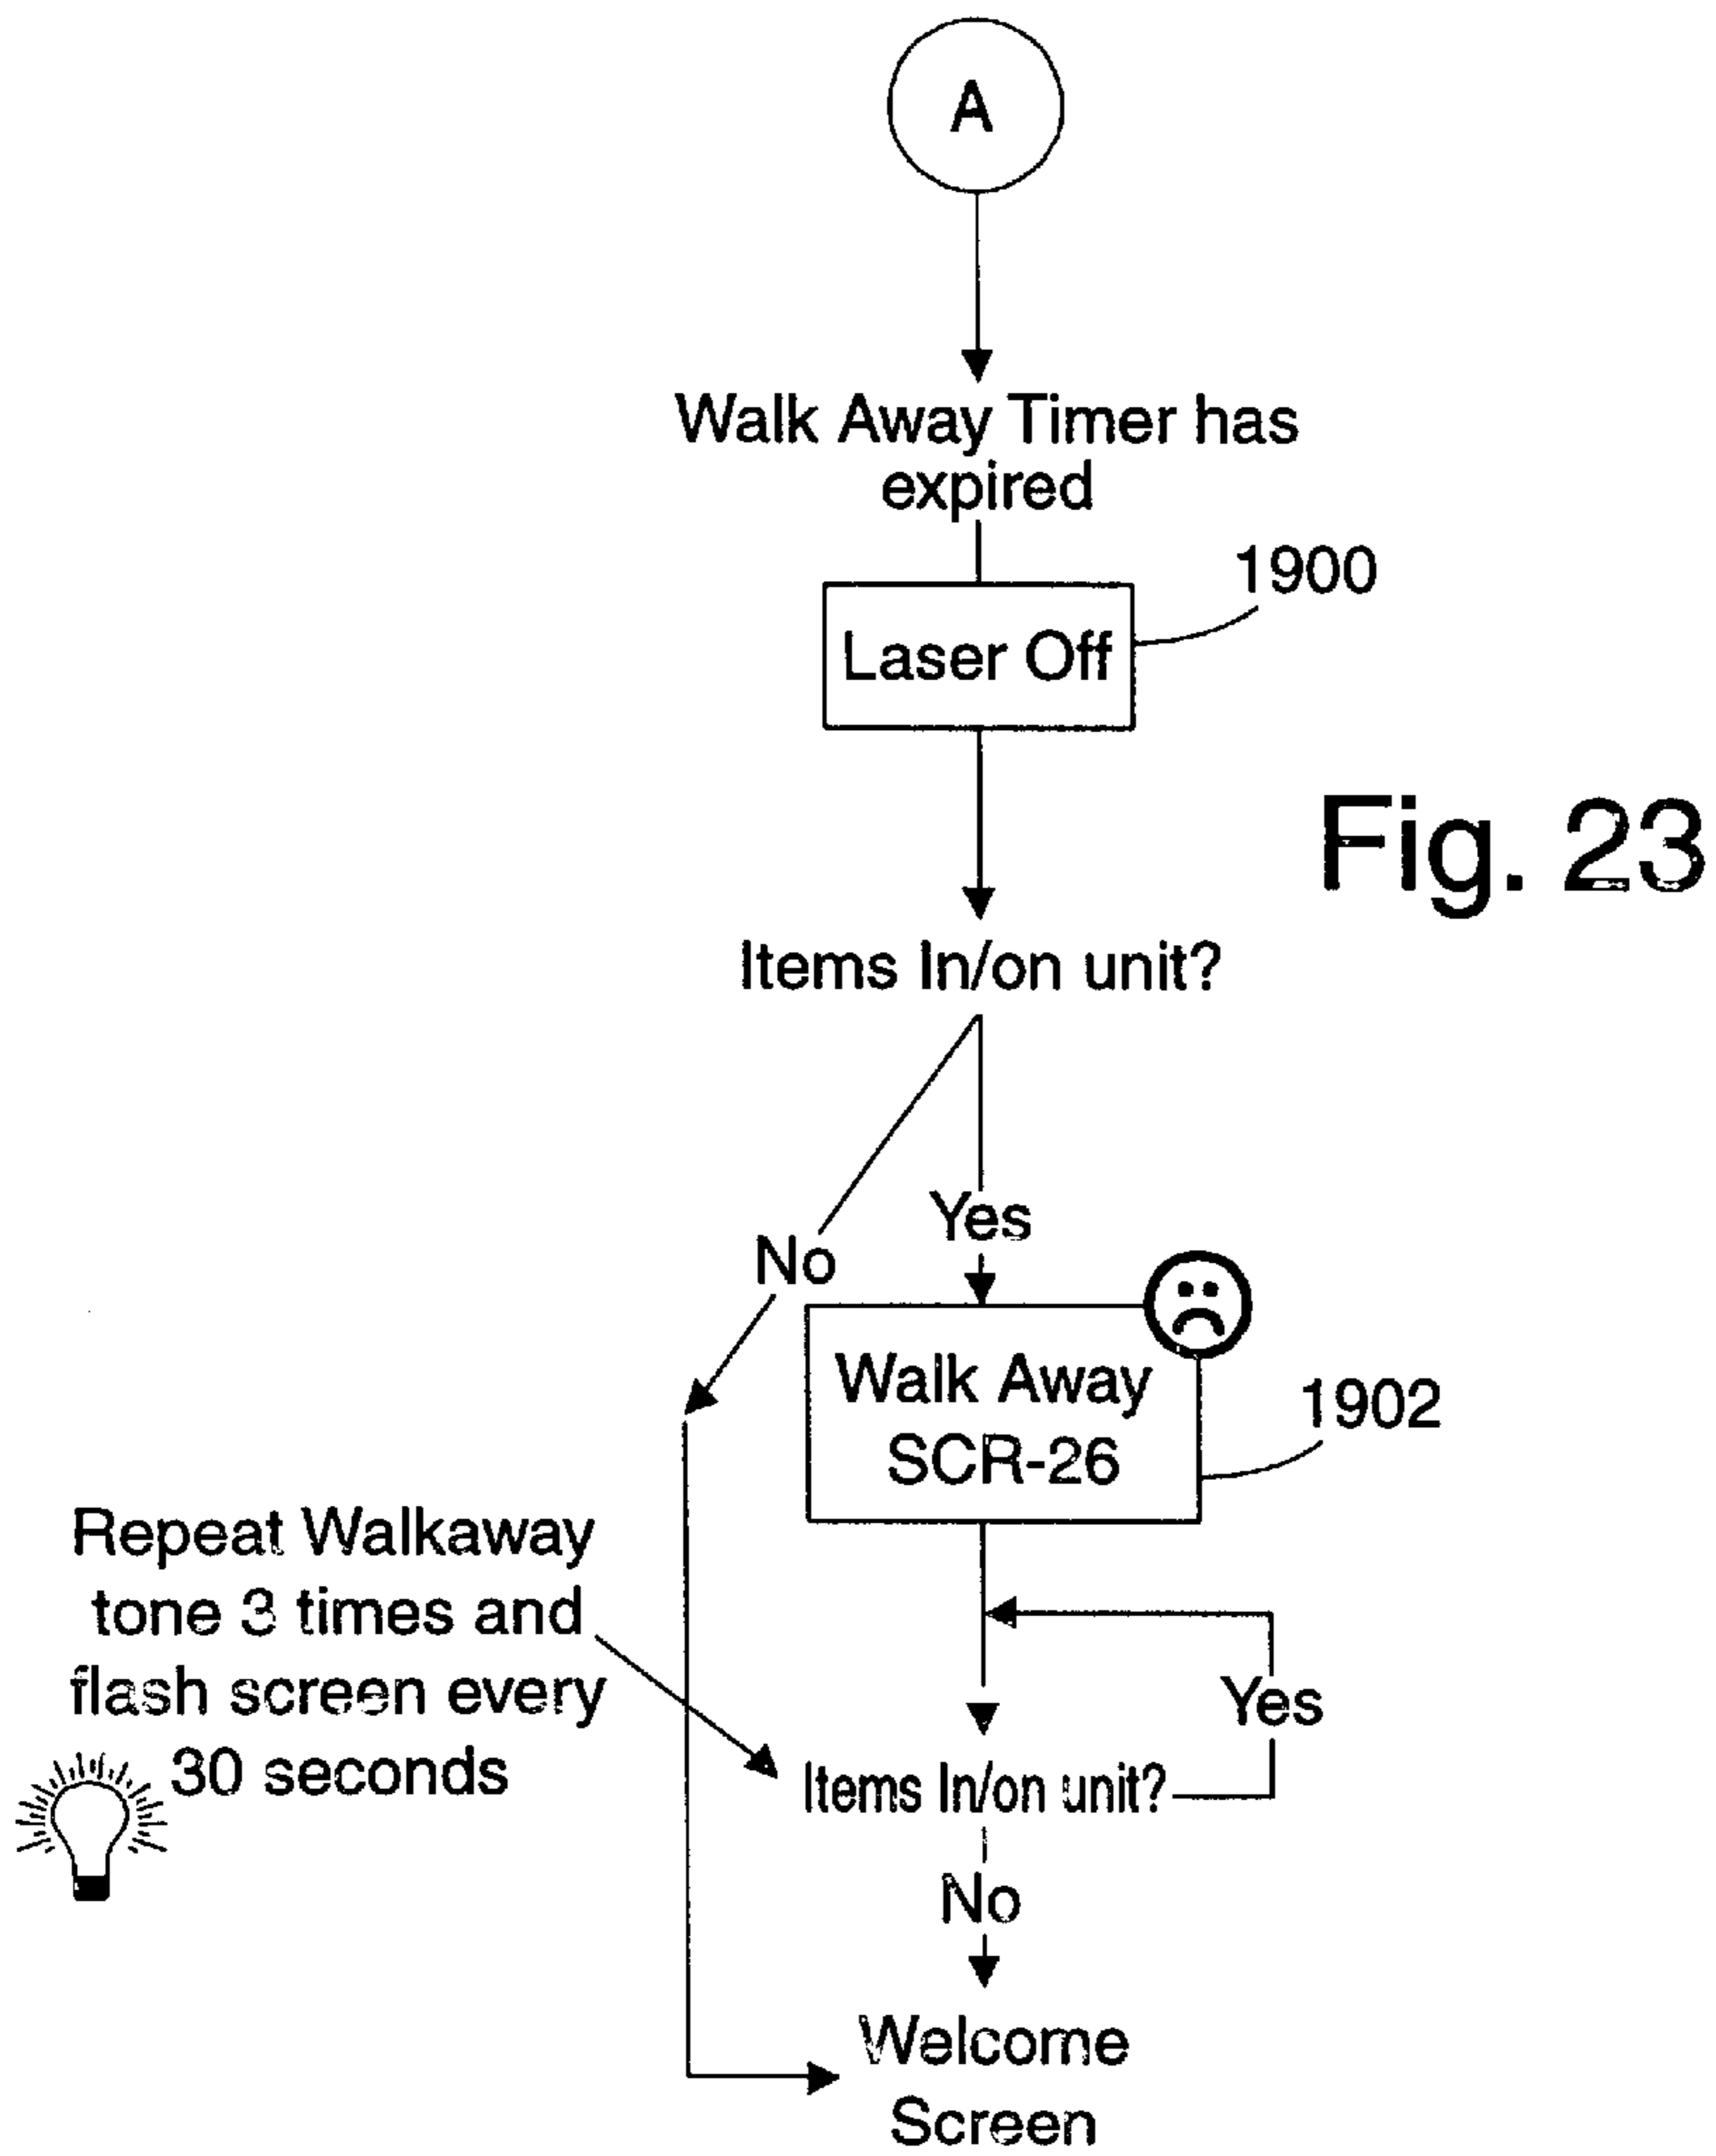 A
Walk Away Timer has
expired
1900
Laser Off
Fig. 23
Items In/on unit?
Yes
No
Walk Away
SCR-26
1902
Repeat Walkaway
tone 3 times and
flash screen every
30 seconds
Yes
Items In/on unit?
No
Welcome
Screen